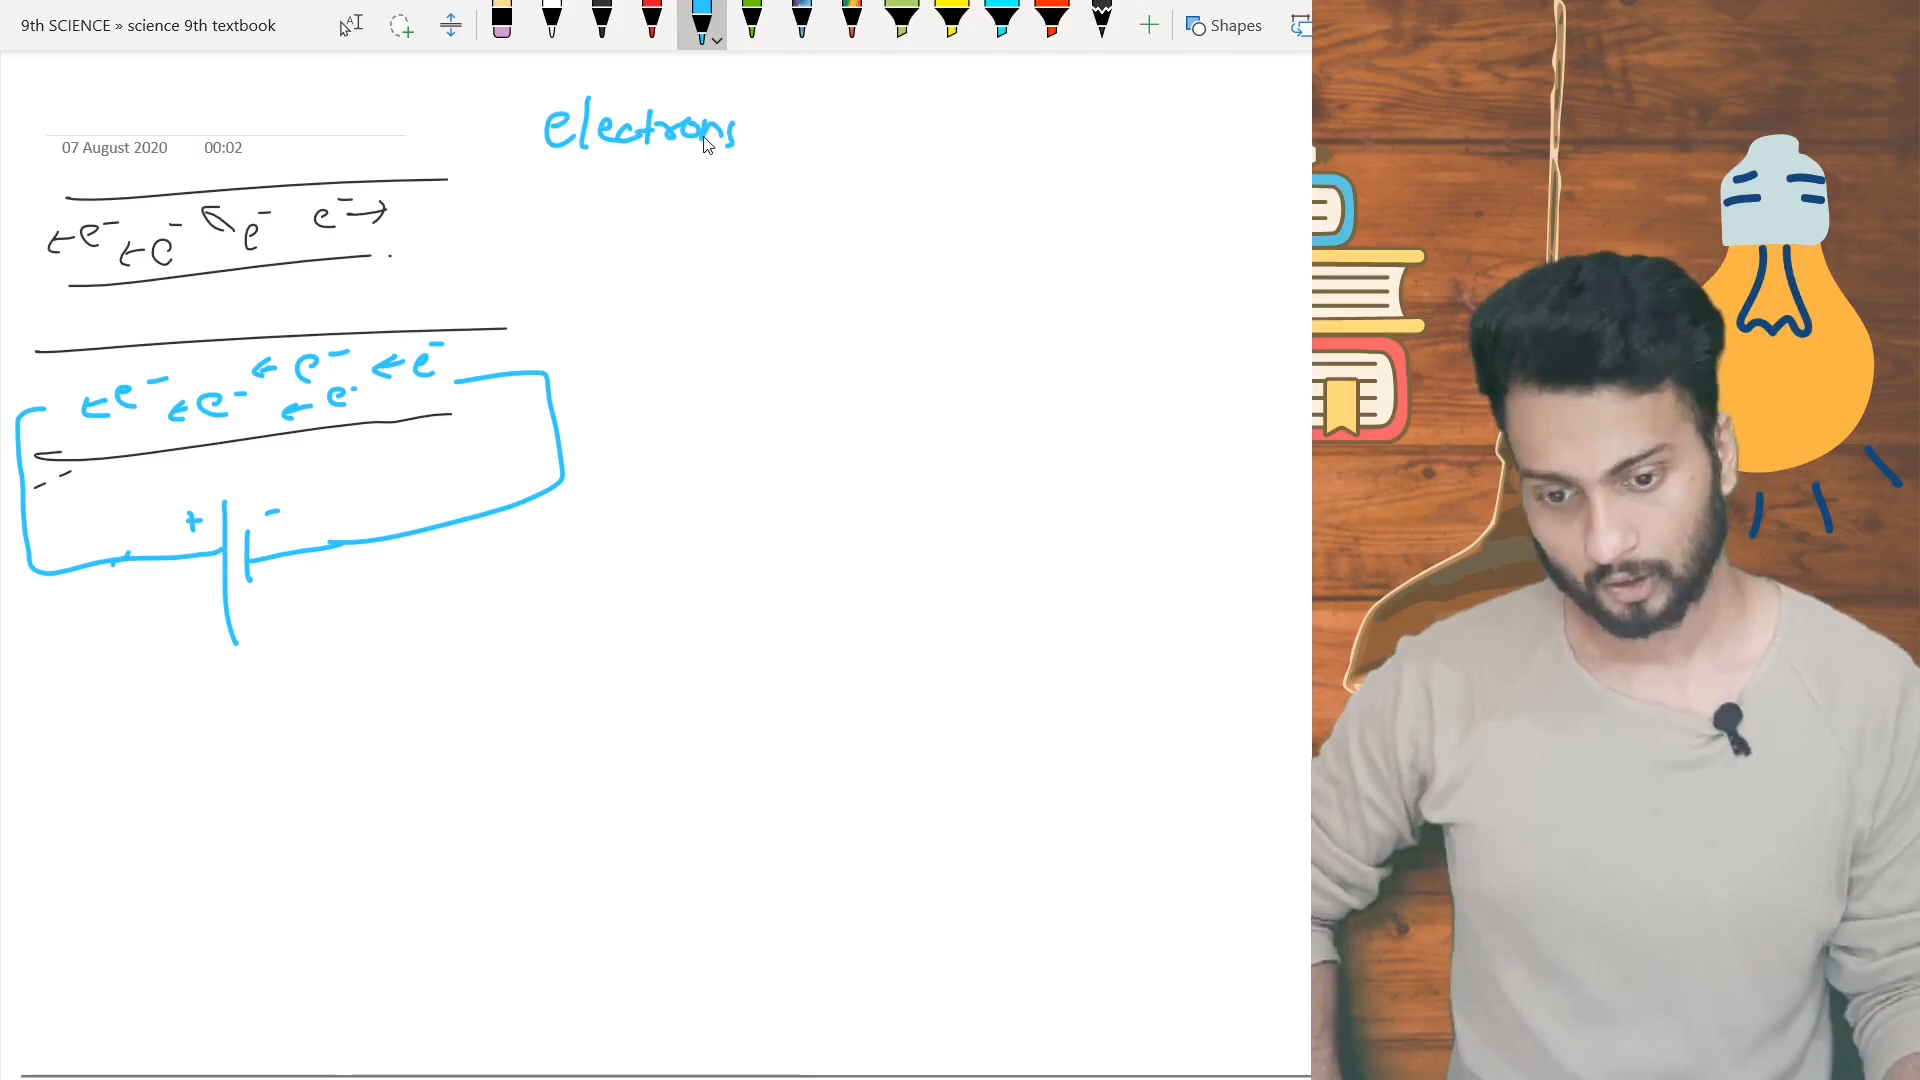 9th SCIENCE » science 9th textbook
Shapes
electrons
07 August 2020 00:02
e⁻ e⁻ e⁻ e⁻
e⁻ e⁻ e⁻ e⁻ e⁻
+ -